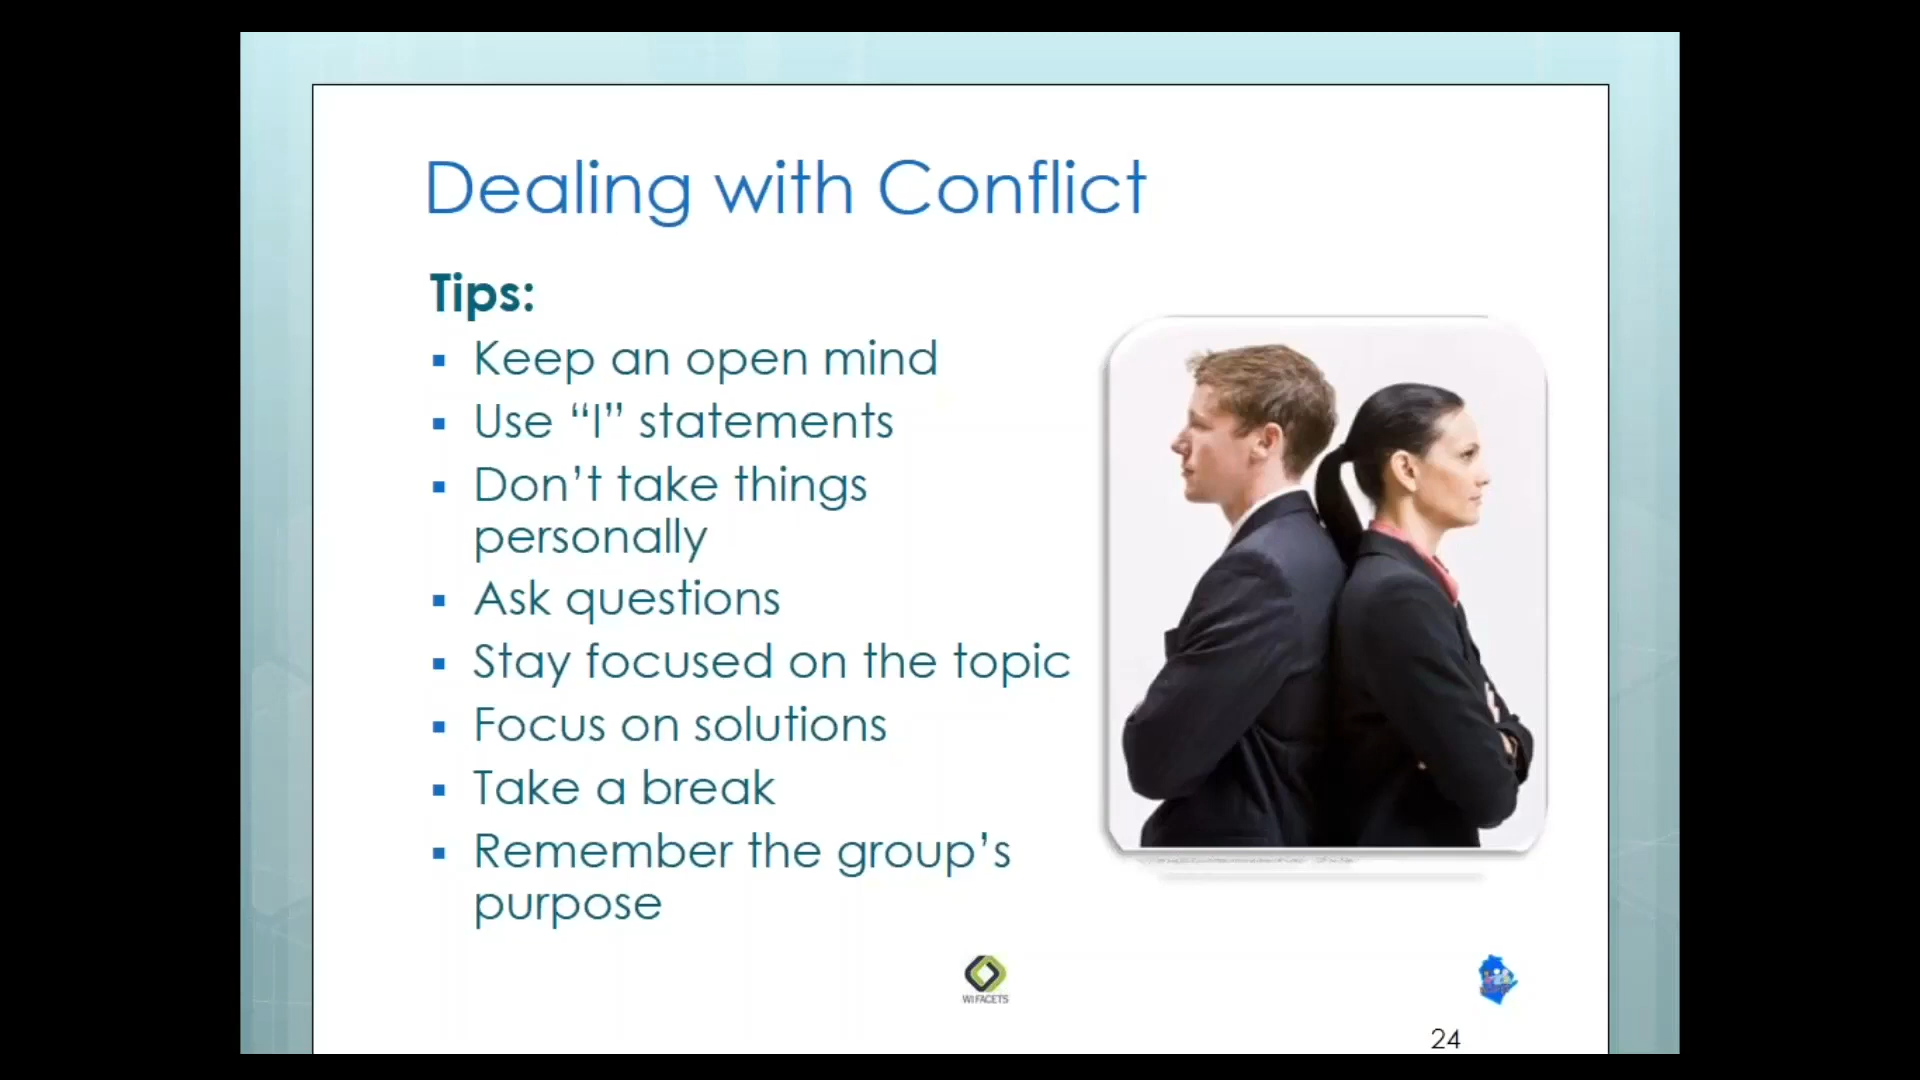 Dealing with Conflict
Tips:
▪ Keep an open mind
▪ Use “I” statements
▪ Don’t take things
personally
▪ Ask questions
▪ Stay focused on the topic
▪ Focus on solutions
▪ Take a break
▪ Remember the group’s
purpose
WI FACETS
24